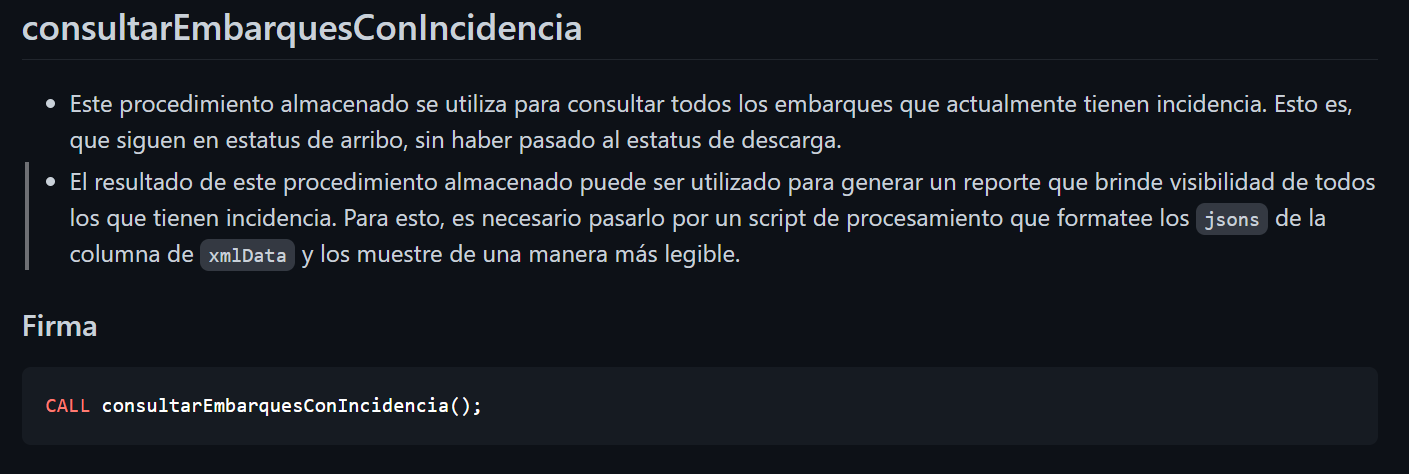 consultarEmbarquesConIncidencia
• Este procedimiento almacenado se utiliza para consultar todos los embarques que actualmente tienen incidencia. Esto es,
que siguen en estatus de arribo, sin haber pasado al estatus de descarga.
• El resultado de este procedimiento almacenado puede ser utilizado para generar un reporte que brinde visibilidad de todos
los que tienen incidencia. Para esto, es necesario pasarlo por un script de procesamiento que formatee los jsons de la
columna de xmlData y los muestre de una manera más legible.
Firma
CALL consultarEmbarquesConIncidencia();